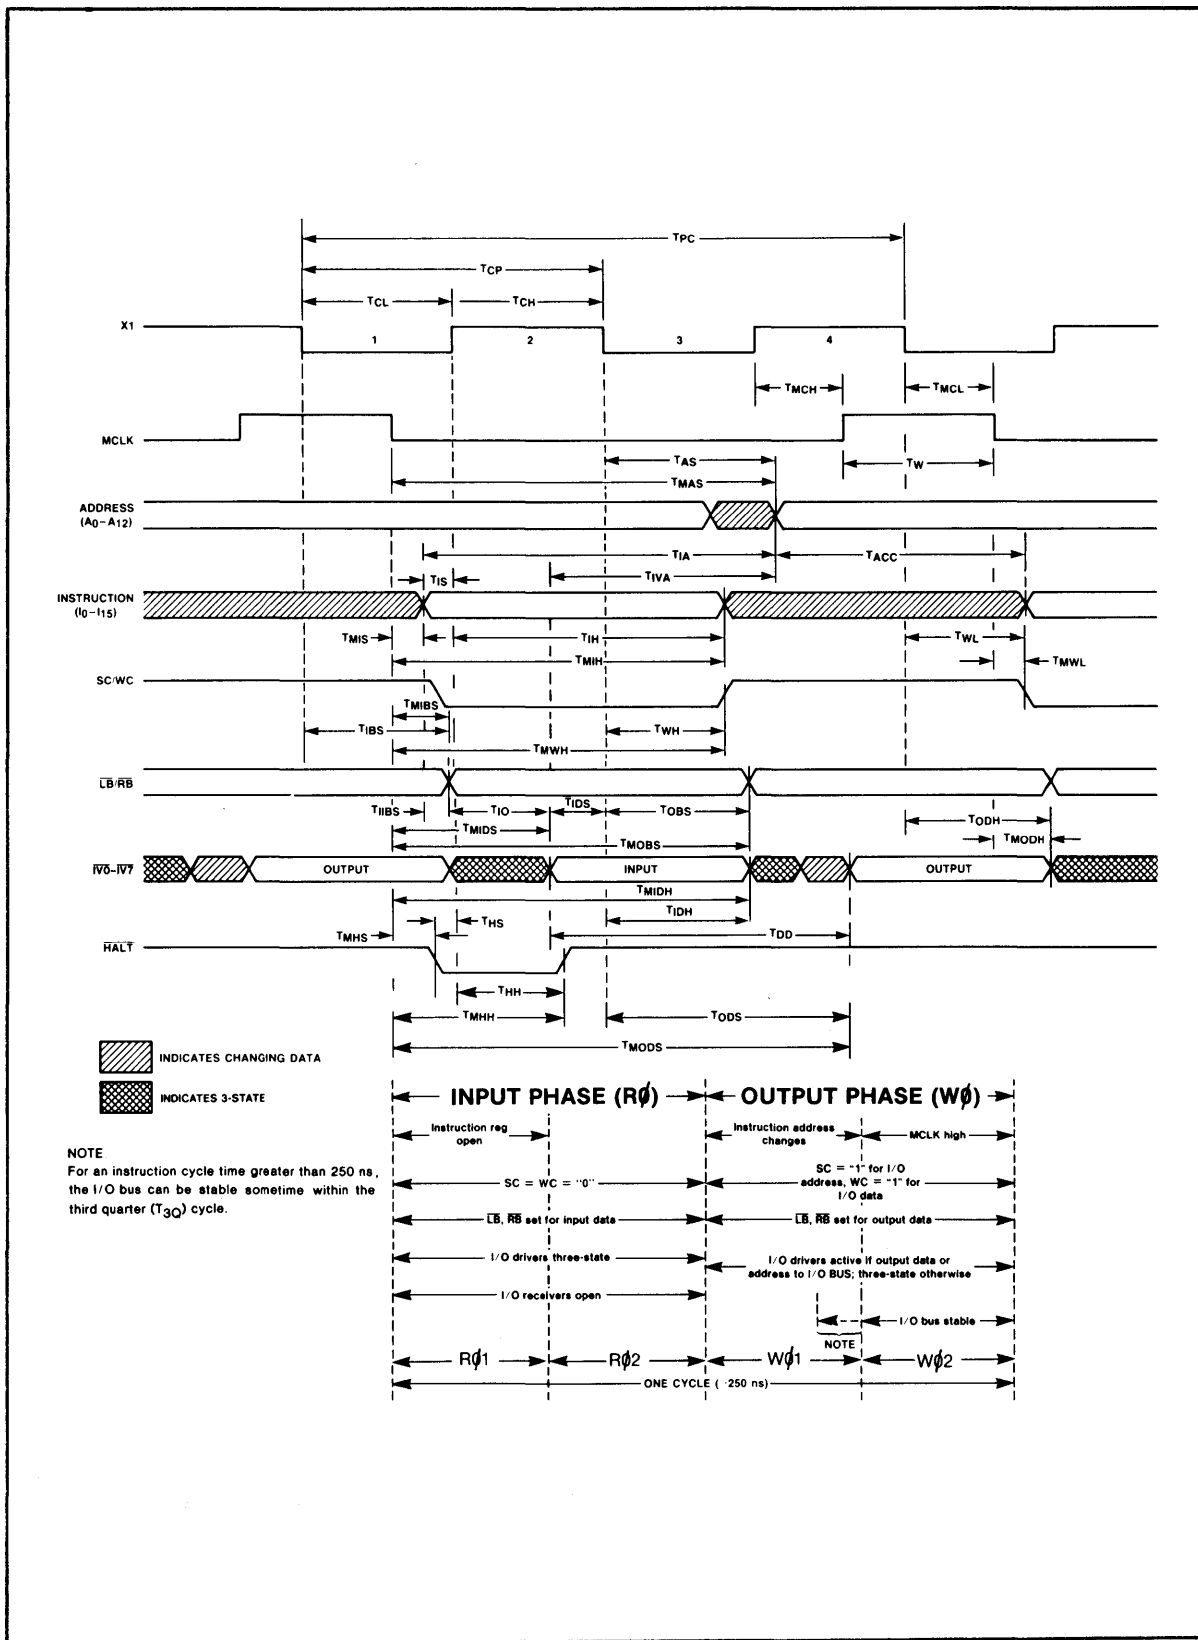 TPC
TCP
TCL
TCH
X1
1
2
3
4
TMCH
TMCL
MCLK
TAS
TW
TMAS
ADDRESS
(A0–A12)
TIA
TACC
TIS
TIVA
INSTRUCTION
(I0–I15)
TMIS
TIH
TWL
TMIH
TMWL
SC/WC
TMIBS
TIBS
TWH
TMWH
LB/RB
TIIBS
TIO
TIDS
TOBS
TODH
TMIDS
TMOBS
TMODH
IV0–IV7
OUTPUT
INPUT
OUTPUT
TMIDH
THS
TIDH
TMHS
TDD
HALT
THH
TMHH
TODS
TMODS
INDICATES CHANGING DATA
INDICATES 3-STATE
NOTE
For an instruction cycle time greater than 250 ns,
the I/O bus can be stable sometime within the
third quarter (T3Q) cycle.
INPUT PHASE (RØ)
OUTPUT PHASE (WØ)
Instruction reg
open
Instruction address
changes
MCLK high
SC = WC = "0"
SC = "1" for I/O
address, WC = "1" for
I/O data
LB, RB set for input data
LB, RB set for output data
I/O drivers three-state
I/O drivers active if output data or
address to I/O BUS; three-state otherwise
I/O receivers open
I/O bus stable
NOTE
RØ1
RØ2
WØ1
WØ2
ONE CYCLE ( 250 ns)